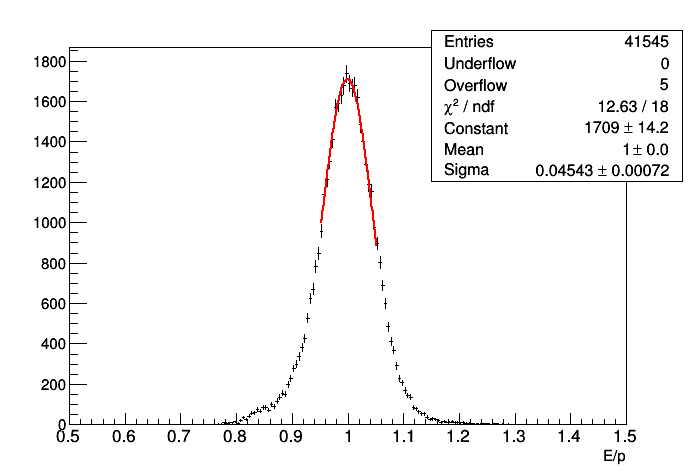 Entries 41545
Underflow 0
Overflow 5
χ² / ndf 12.63 / 18
Constant 1709 ± 14.2
Mean 1 ± 0.0
Sigma 0.04543 ± 0.00072
1800
1600
1400
1200
1000
800
600
400
200
0
0.5 0.6 0.7 0.8 0.9 1 1.1 1.2 1.3 1.4 1.5
E/p